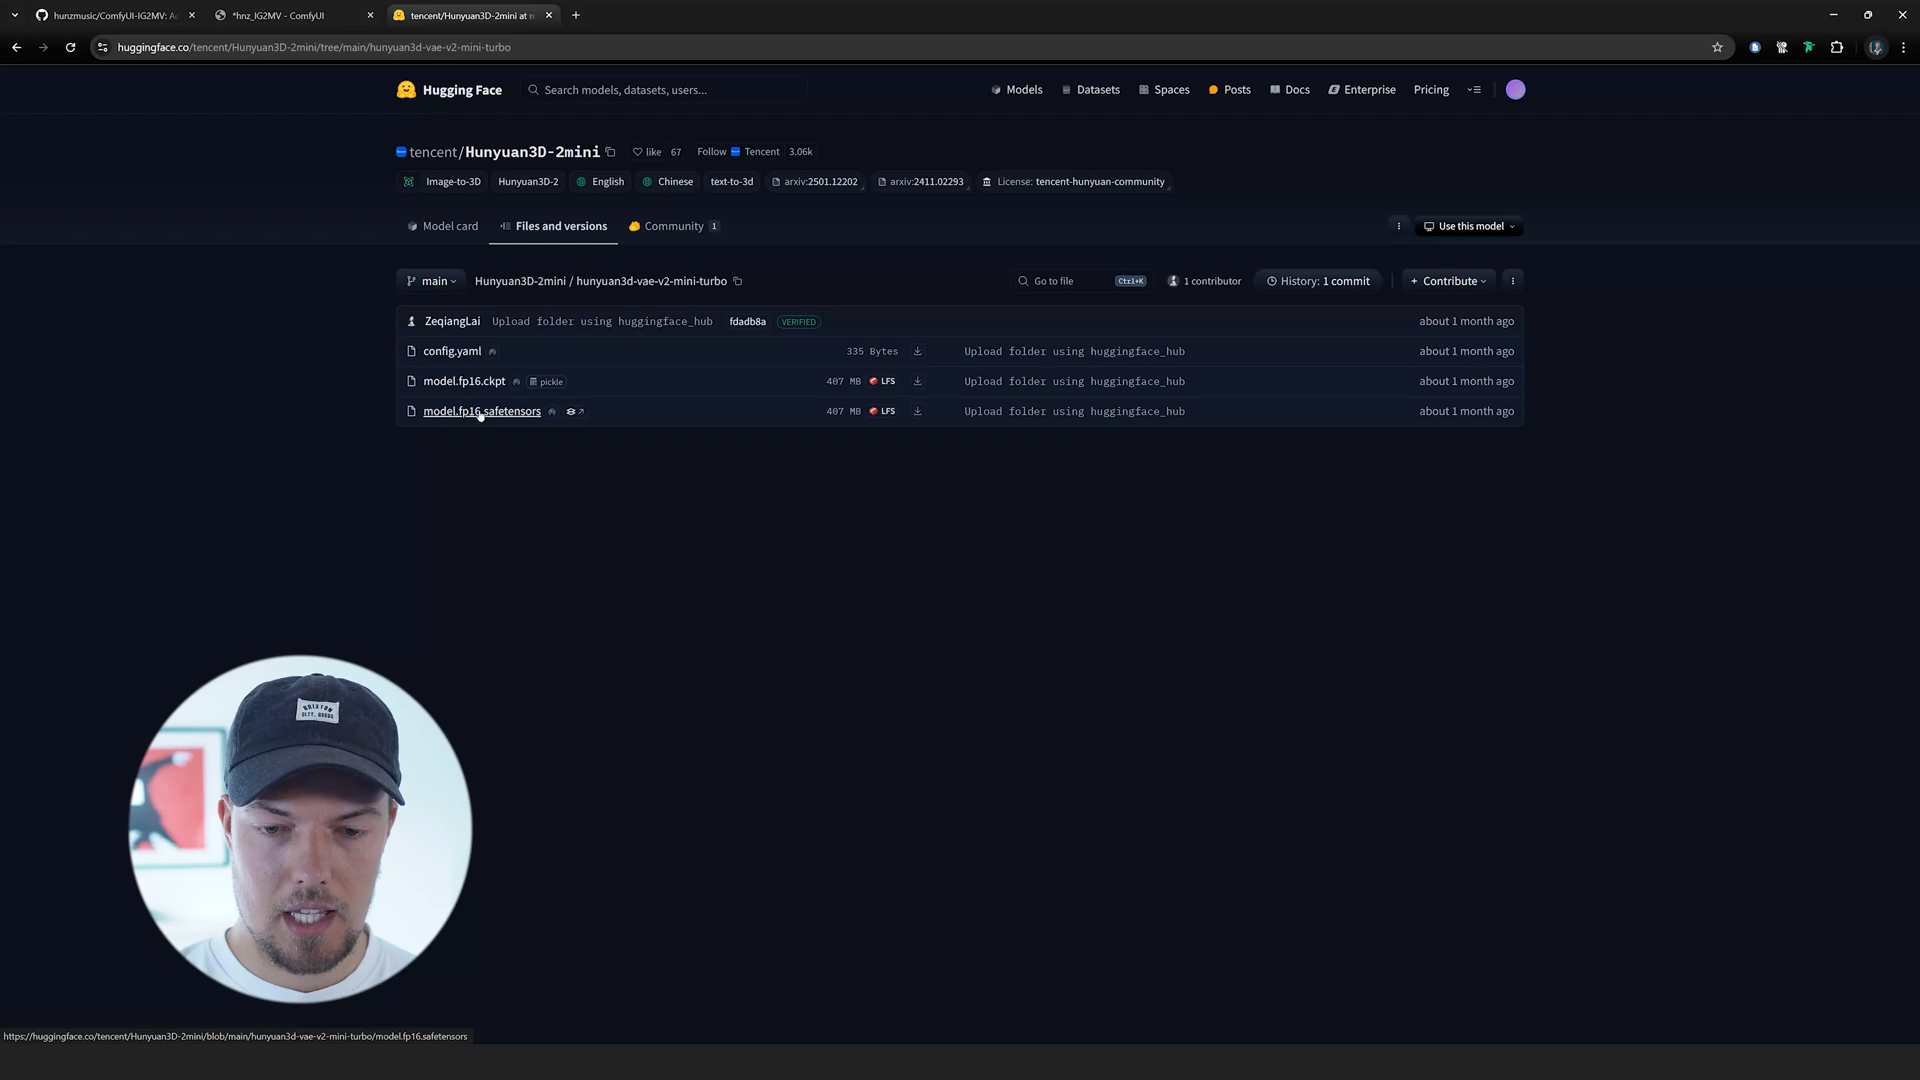 hunzmusic/ComfyUI-IG2MV: A
*hnz_IG2MV - ComfyUI
tencent/Hunyuan3D-2mini at m
huggingface.co/tencent/Hunyuan3D-2mini/tree/main/hunyuan3d-vae-v2-mini-turbo
Hugging Face
Search models, datasets, users...
Models
Datasets
Spaces
Posts
Docs
Enterprise
Pricing
tencent/Hunyuan3D-2mini
like 67
Follow Tencent 3.06k
Image-to-3D
Hunyuan3D-2
English
Chinese
text-to-3d
arxiv:2501.12202
arxiv:2411.02293
License: tencent-hunyuan-community
Model card
Files and versions
Community 1
Use this model
main
Hunyuan3D-2mini / hunyuan3d-vae-v2-mini-turbo
Go to file Ctrl+K
1 contributor
History: 1 commit
+ Contribute
ZeqiangLai Upload folder using huggingface_hub fdadb8a VERIFIED about 1 month ago
config.yaml 335 Bytes Upload folder using huggingface_hub about 1 month ago
model.fp16.ckpt pickle 407 MB LFS Upload folder using huggingface_hub about 1 month ago
model.fp16.safetensors 407 MB LFS Upload folder using huggingface_hub about 1 month ago
BRIXTON
https://huggingface.co/tencent/Hunyuan3D-2mini/blob/main/hunyuan3d-vae-v2-mini-turbo/model.fp16.safetensors